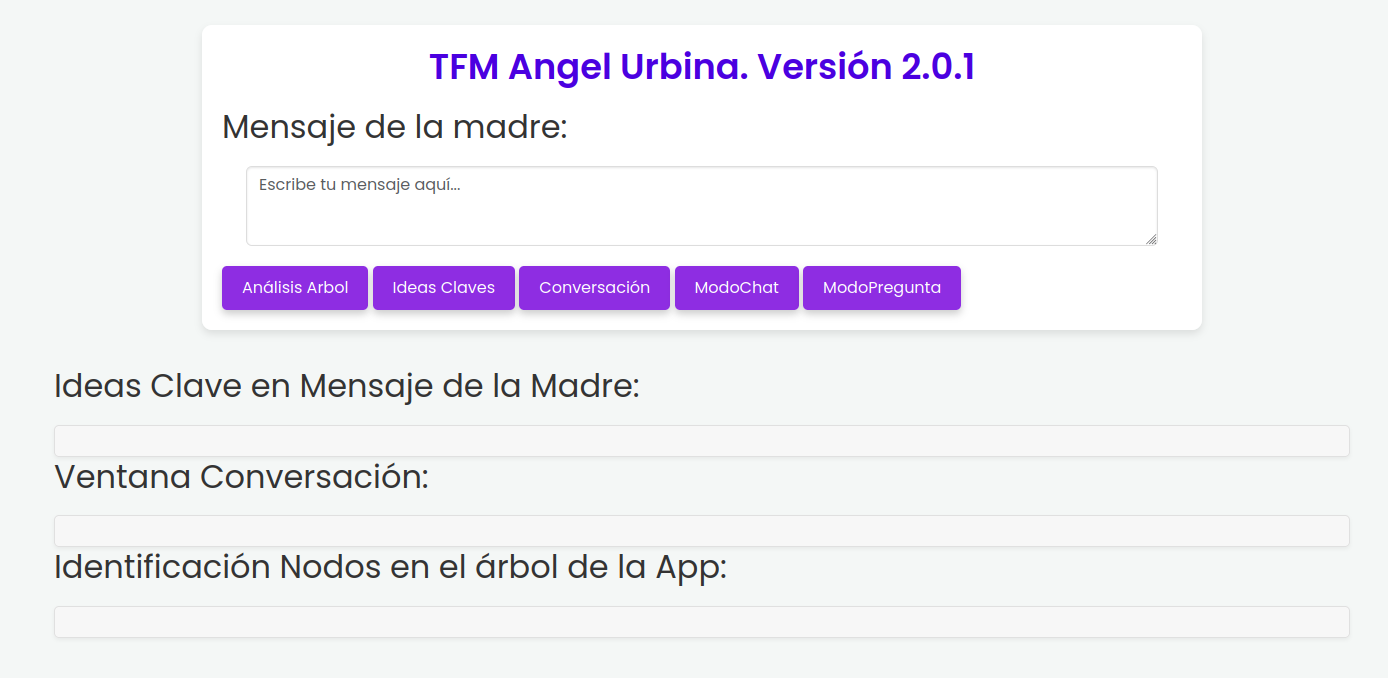 TFM Angel Urbina. Versión 2.0.1
Mensaje de la madre:
Escribe tu mensaje aquí...
Análisis Arbol Ideas Claves Conversación ModoChat ModoPregunta
Ideas Clave en Mensaje de la Madre:
Ventana Conversación:
Identificación Nodos en el árbol de la App: